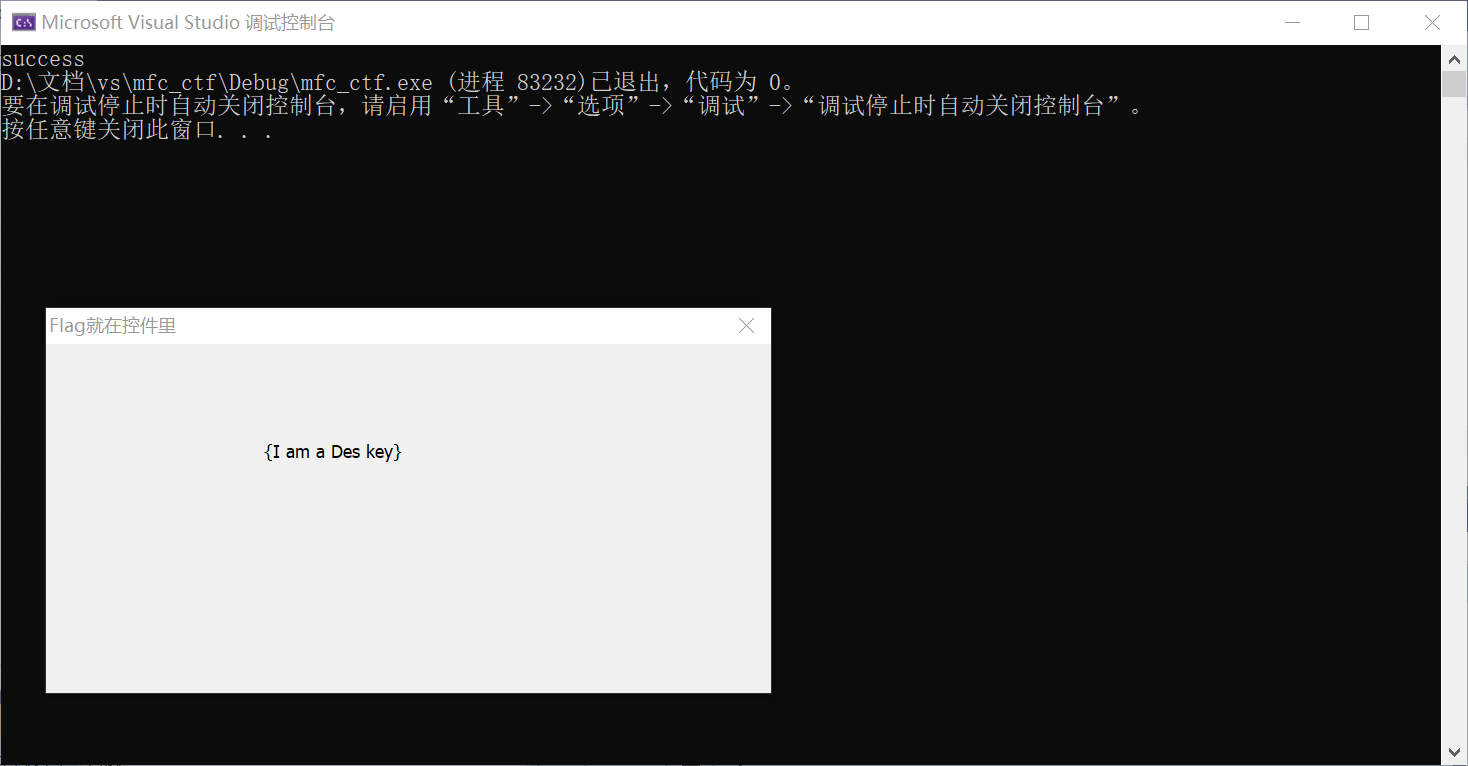 Microsoft Visual Studio 调试控制台
success
D:\文档\vs\mfc_ctf\Debug\mfc_ctf.exe (进程 83232)已退出，代码为 0。
要在调试停止时自动关闭控制台，请启用“工具”->“选项”->“调试”->“调试停止时自动关闭控制台”。
按任意键关闭此窗口. . .
Flag就在控件里
{I am a Des key}